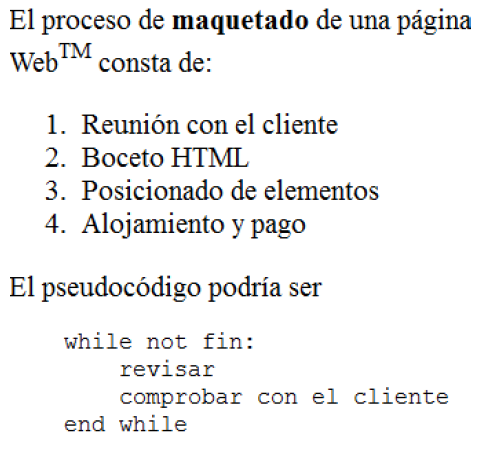 El proceso de maquetado de una página
Web™ consta de:
1. Reunión con el cliente
2. Boceto HTML
3. Posicionado de elementos
4. Alojamiento y pago
El pseudocódigo podría ser
while not fin:
    revisar
    comprobar con el cliente
end while